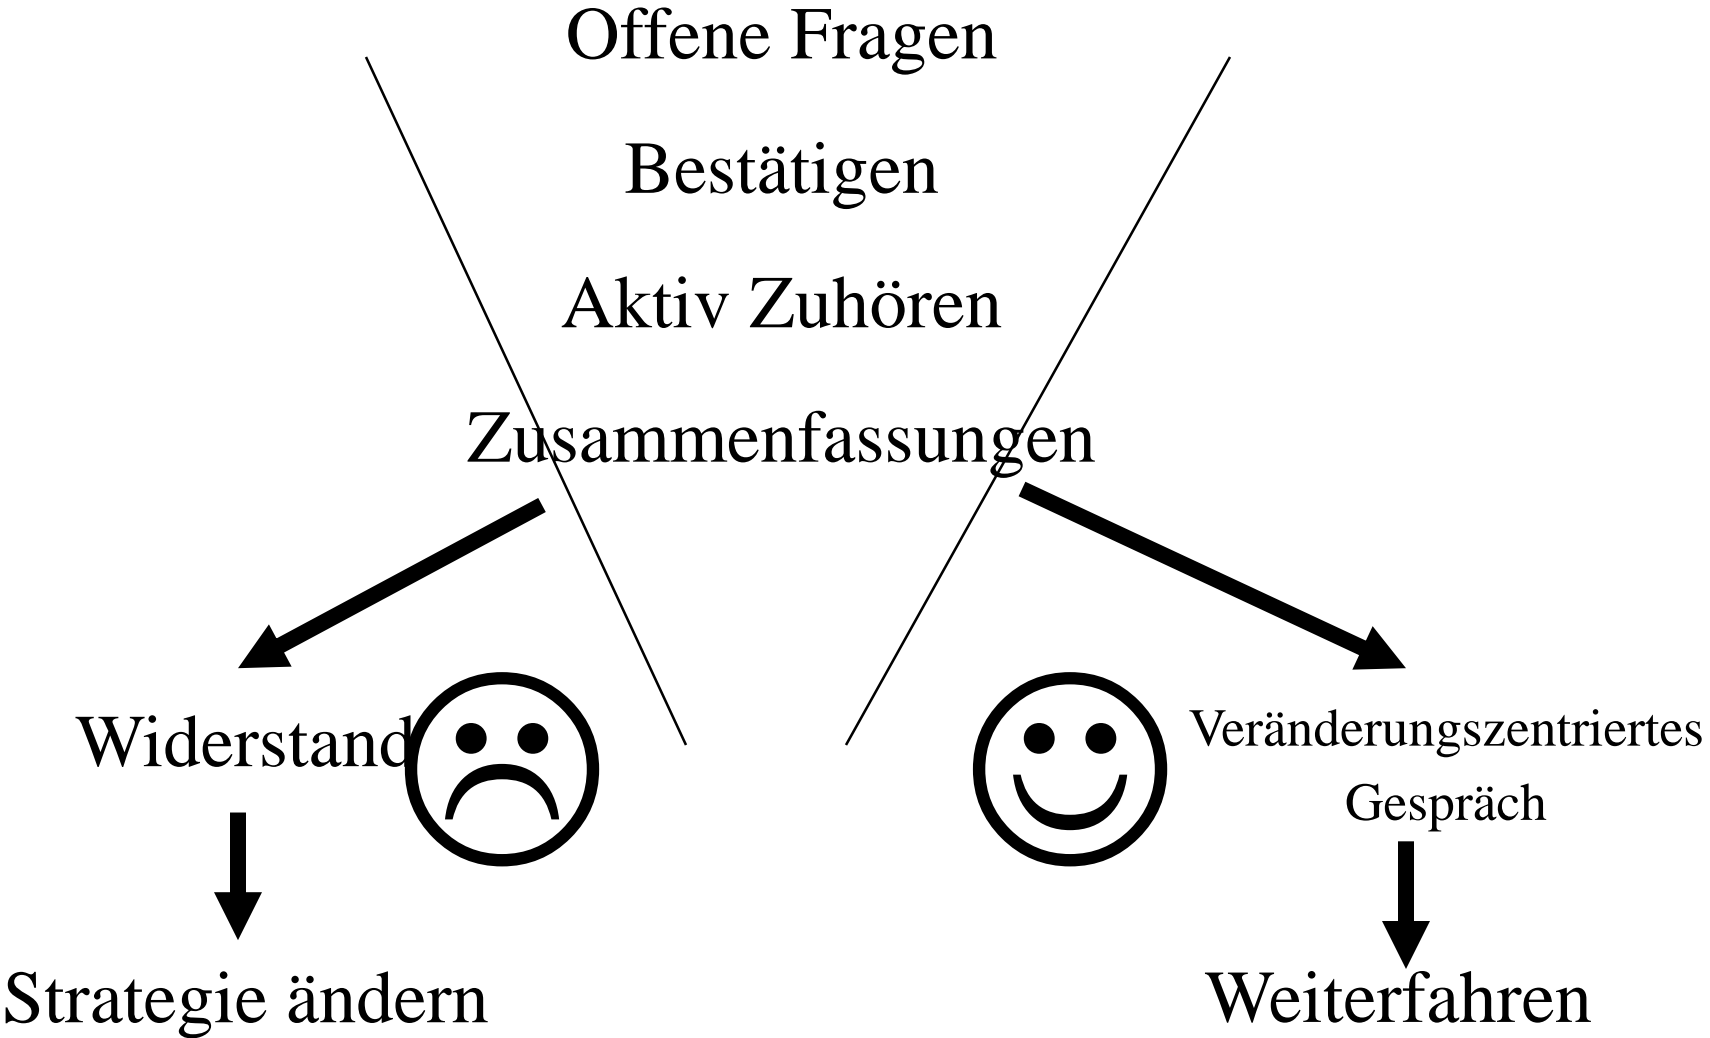 Offene Fragen
Bestätigen
Aktiv Zuhören
Zusammenfassungen
Widerstand
Veränderungszentriertes
Gespräch
Strategie ändern
Weiterfahren